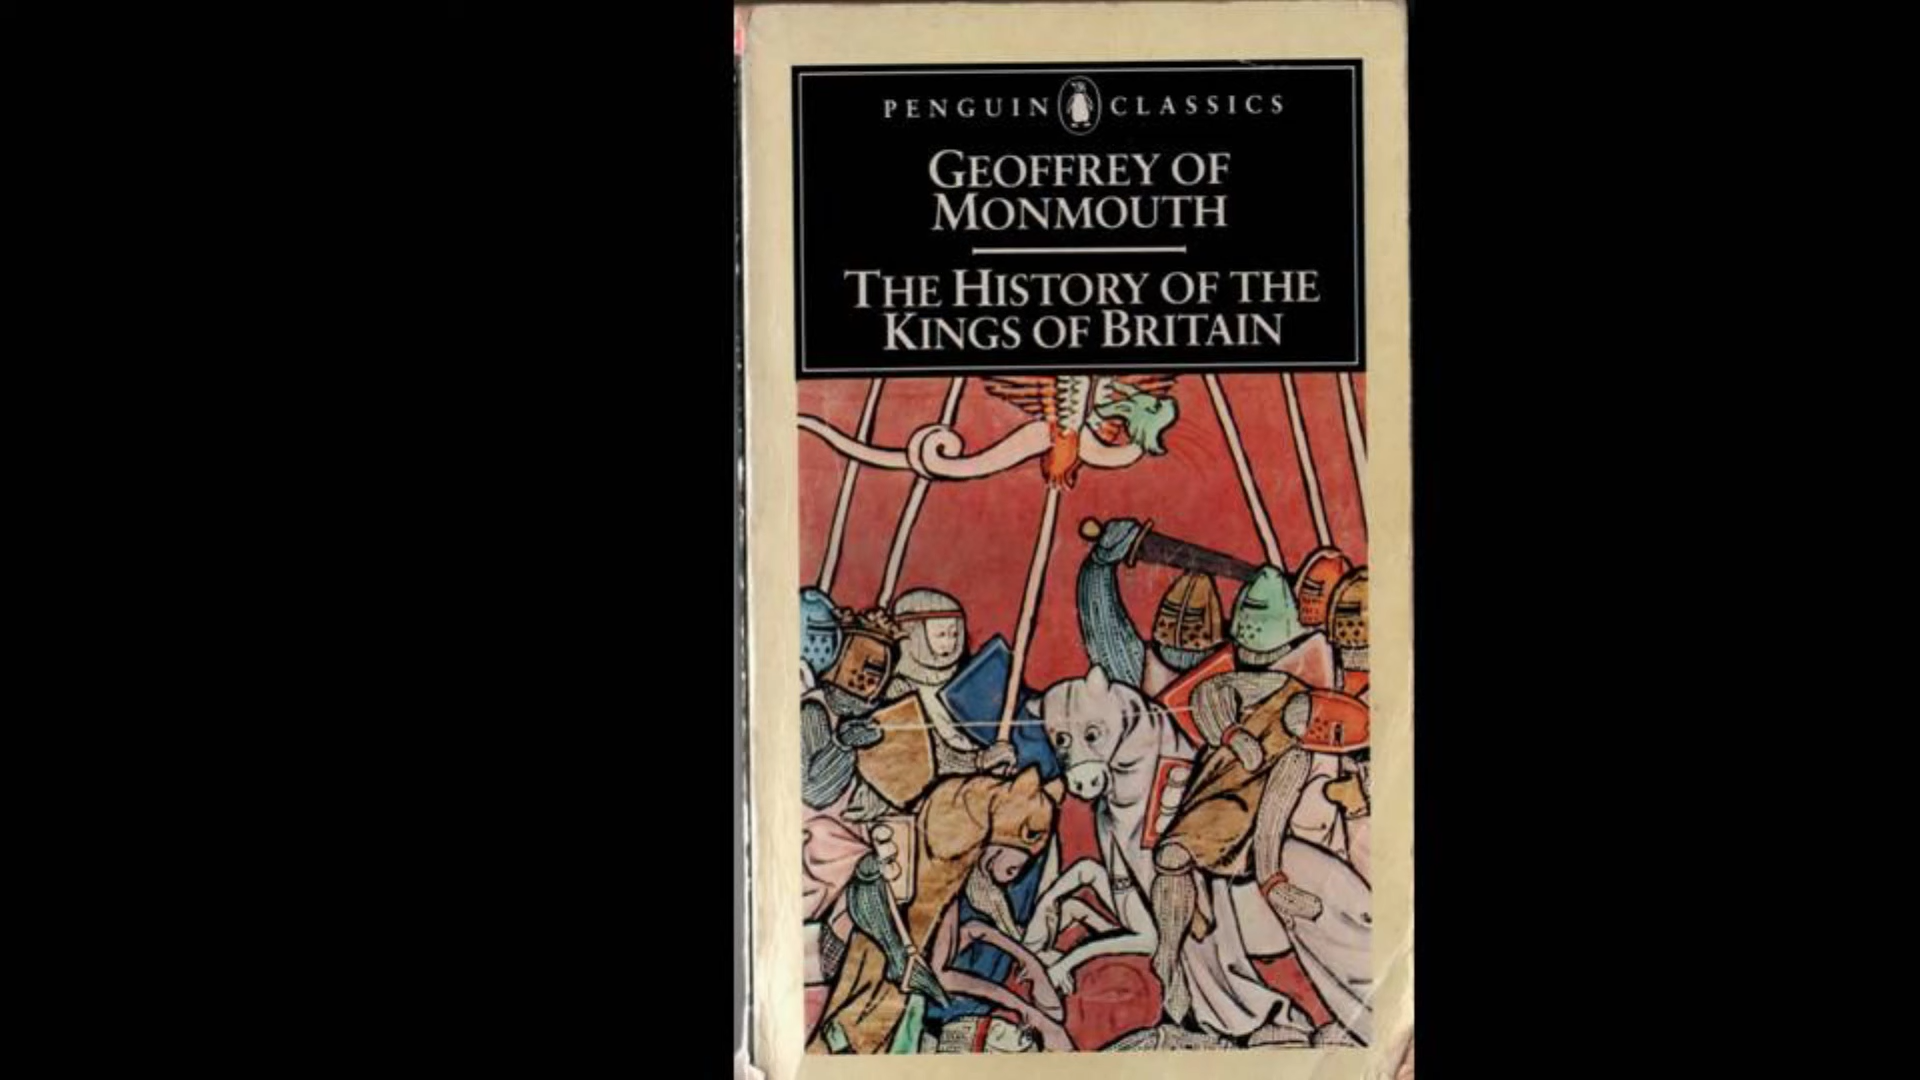 PENGUIN CLASSICS
GEOFFREY OF
MONMOUTH
THE HISTORY OF THE
KINGS OF BRITAIN